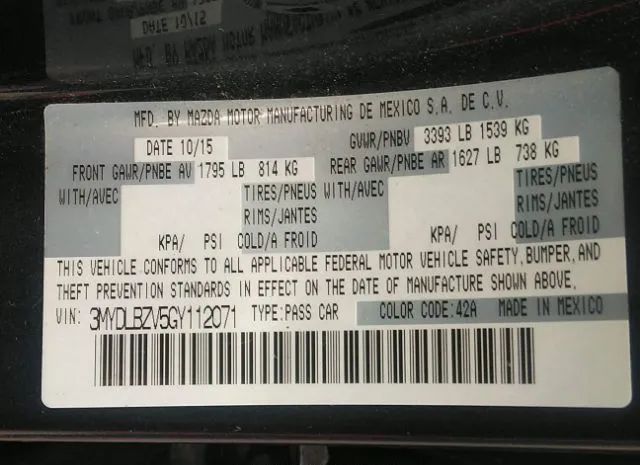 MFD. BY MAZDA MOTOR MANUFACTURING DE MEXICO S.A. DE C.V.
DATE 10/15 GVWR/PNBV 3393 LB 1539 KG
FRONT GAWR/PNBE AV 1795 LB 814 KG REAR GAWR/PNBE AR 1627 LB 738 KG
WITH/AVEC TIRES/PNEUS WITH/AVEC TIRES/PNEUS
RIMS/JANTES RIMS/JANTES
KPA/ PSI COLD/A FROID KPA/ PSI COLD/A FROID
THIS VEHICLE CONFORMS TO ALL APPLICABLE FEDERAL MOTOR VEHICLE SAFETY, BUMPER, AND
THEFT PREVENTION STANDARDS IN EFFECT ON THE DATE OF MANUFACTURE SHOWN ABOVE.
VIN: 3MYDLBZV5GY112071 TYPE:PASS CAR COLOR CODE:42A MADE IN MEXICO